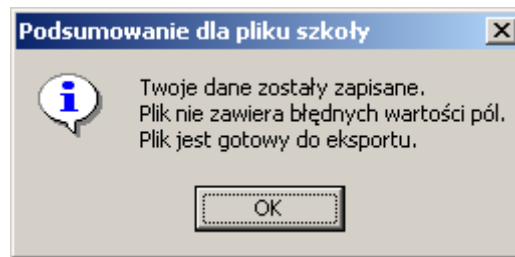 Podsumowanie dla pliku szkoły
Twoje dane zostały zapisane.
Plik nie zawiera błędnych wartości pól.
Plik jest gotowy do eksportu.
OK